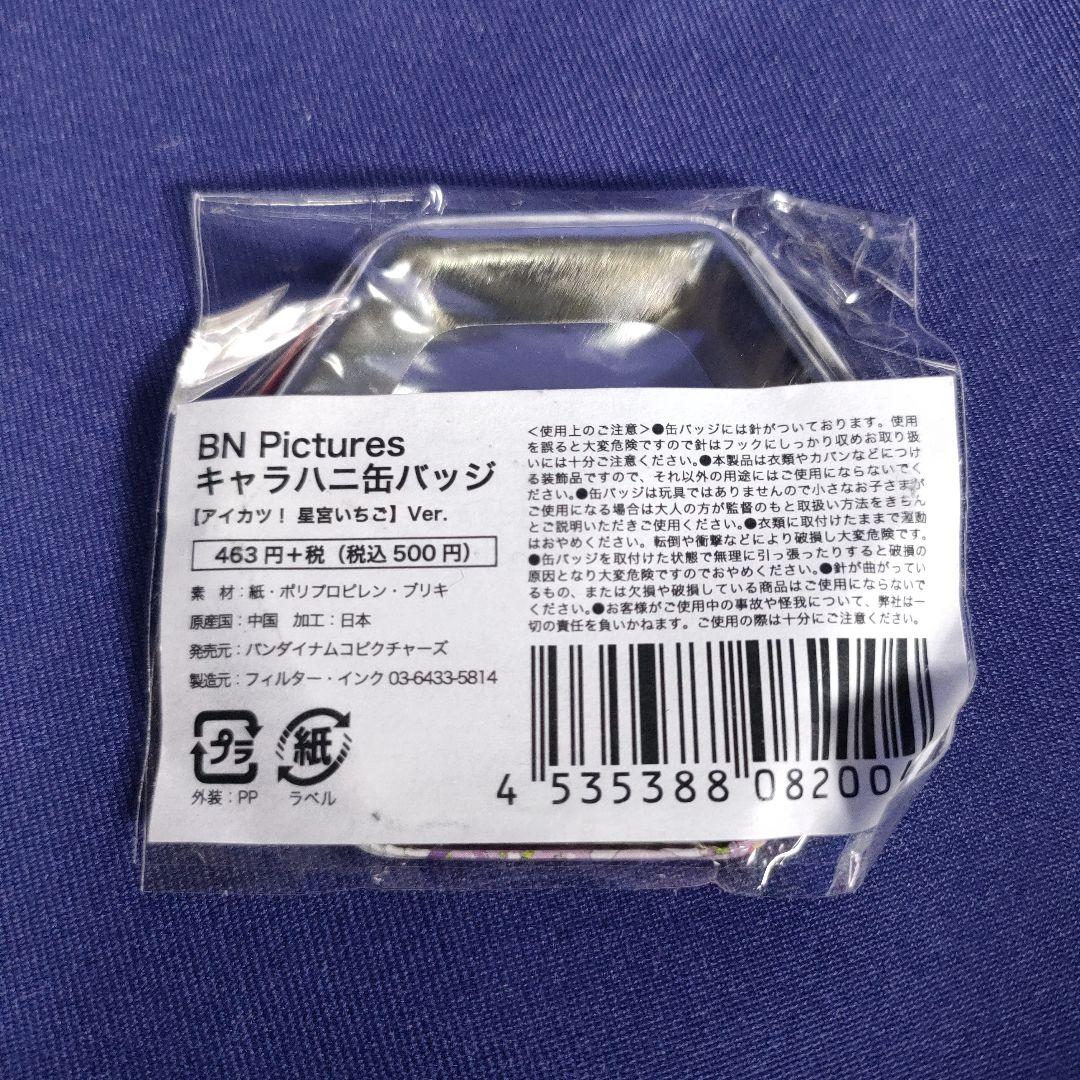 BN Pictures
キャラハニ缶バッジ
【アイカツ！ 星宮いちご】Ver.
463円＋税（税込500円）
素　材：紙・ポリプロピレン・ブリキ
原産国：中国　加工：日本
発売元：バンダイナムコピクチャーズ
製造元：フィルター・インク 03-6433-5814
プラ
紙
外装：PP
ラベル
＜使用上のご注意＞●缶バッジには針がついております。使用
を誤ると大変危険ですので針はフックにしっかり収めお取り扱
いには十分ご注意ください。●本製品は衣類やカバンなどにつけ
る装飾品ですので、それ以外の用途にはご使用にならないでく
ださい。●缶バッジは玩具ではありませんので小さなお子さまが
ご使用になる場合は大人の方が監督のもと取扱い方法をきちん
とご説明いただきご使用ください。●衣類に取付けたままで運動
はおやめください。転倒や衝撃などにより破損し大変危険です。
●缶バッジを取付けた状態で無理に引っ張ったりすると破損の
原因となり大変危険ですのでおやめください。●針が曲がってい
るもの、または欠損や破損している商品はご使用にならないで
ください。●お客様がご使用中の事故や怪我について、弊社は一
切の責任を負いかねます。ご使用の際は十分にご注意ください。
4 535388 08200